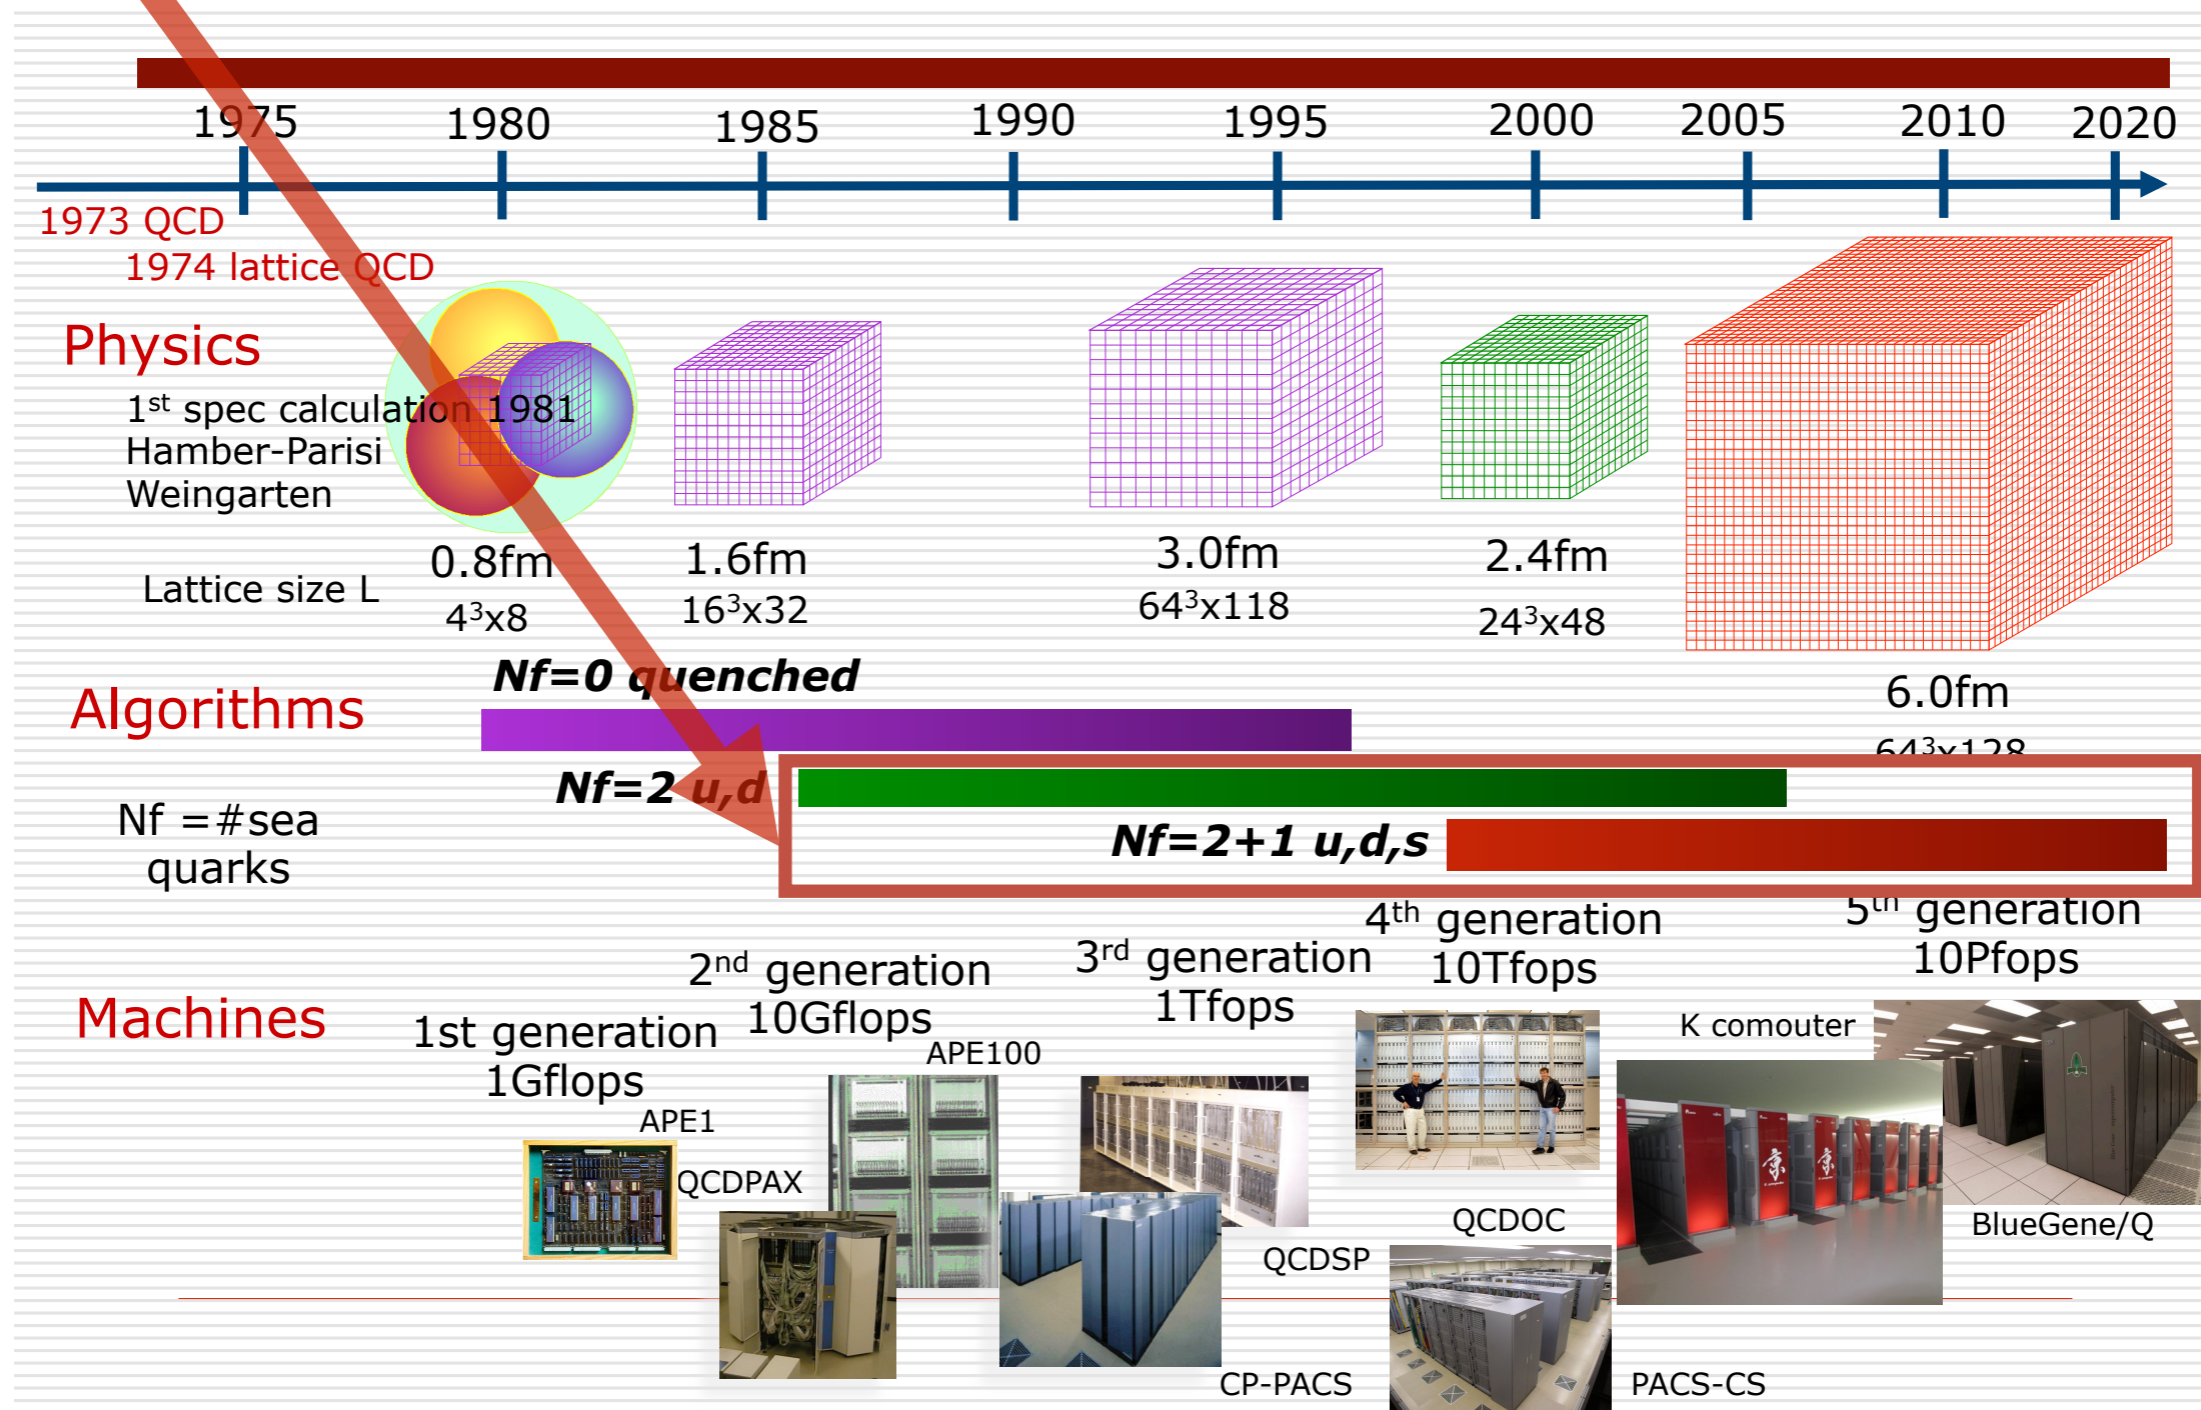 1975 1980 1985 1990 1995 2000 2005 2010 2020
1973 QCD
1974 lattice QCD
Physics
1st spec calculation 1981
Hamber-Parisi
Weingarten
Lattice size L
0.8fm
4³x8
1.6fm
16³x32
3.0fm
64³x118
2.4fm
24³x48
6.0fm
64³x128
Algorithms
Nf=0 quenched
Nf=2 u,d
Nf=2+1 u,d,s
Nf =#sea
quarks
Machines
1st generation
1Gflops
2nd generation
10Gflops
3rd generation
1Tfops
4th generation
10Tfops
5th generation
10Pfops
APE1
QCDPAX
APE100
QCDSP
CP-PACS
QCDOC
PACS-CS
K comouter
京
京
BlueGene/Q